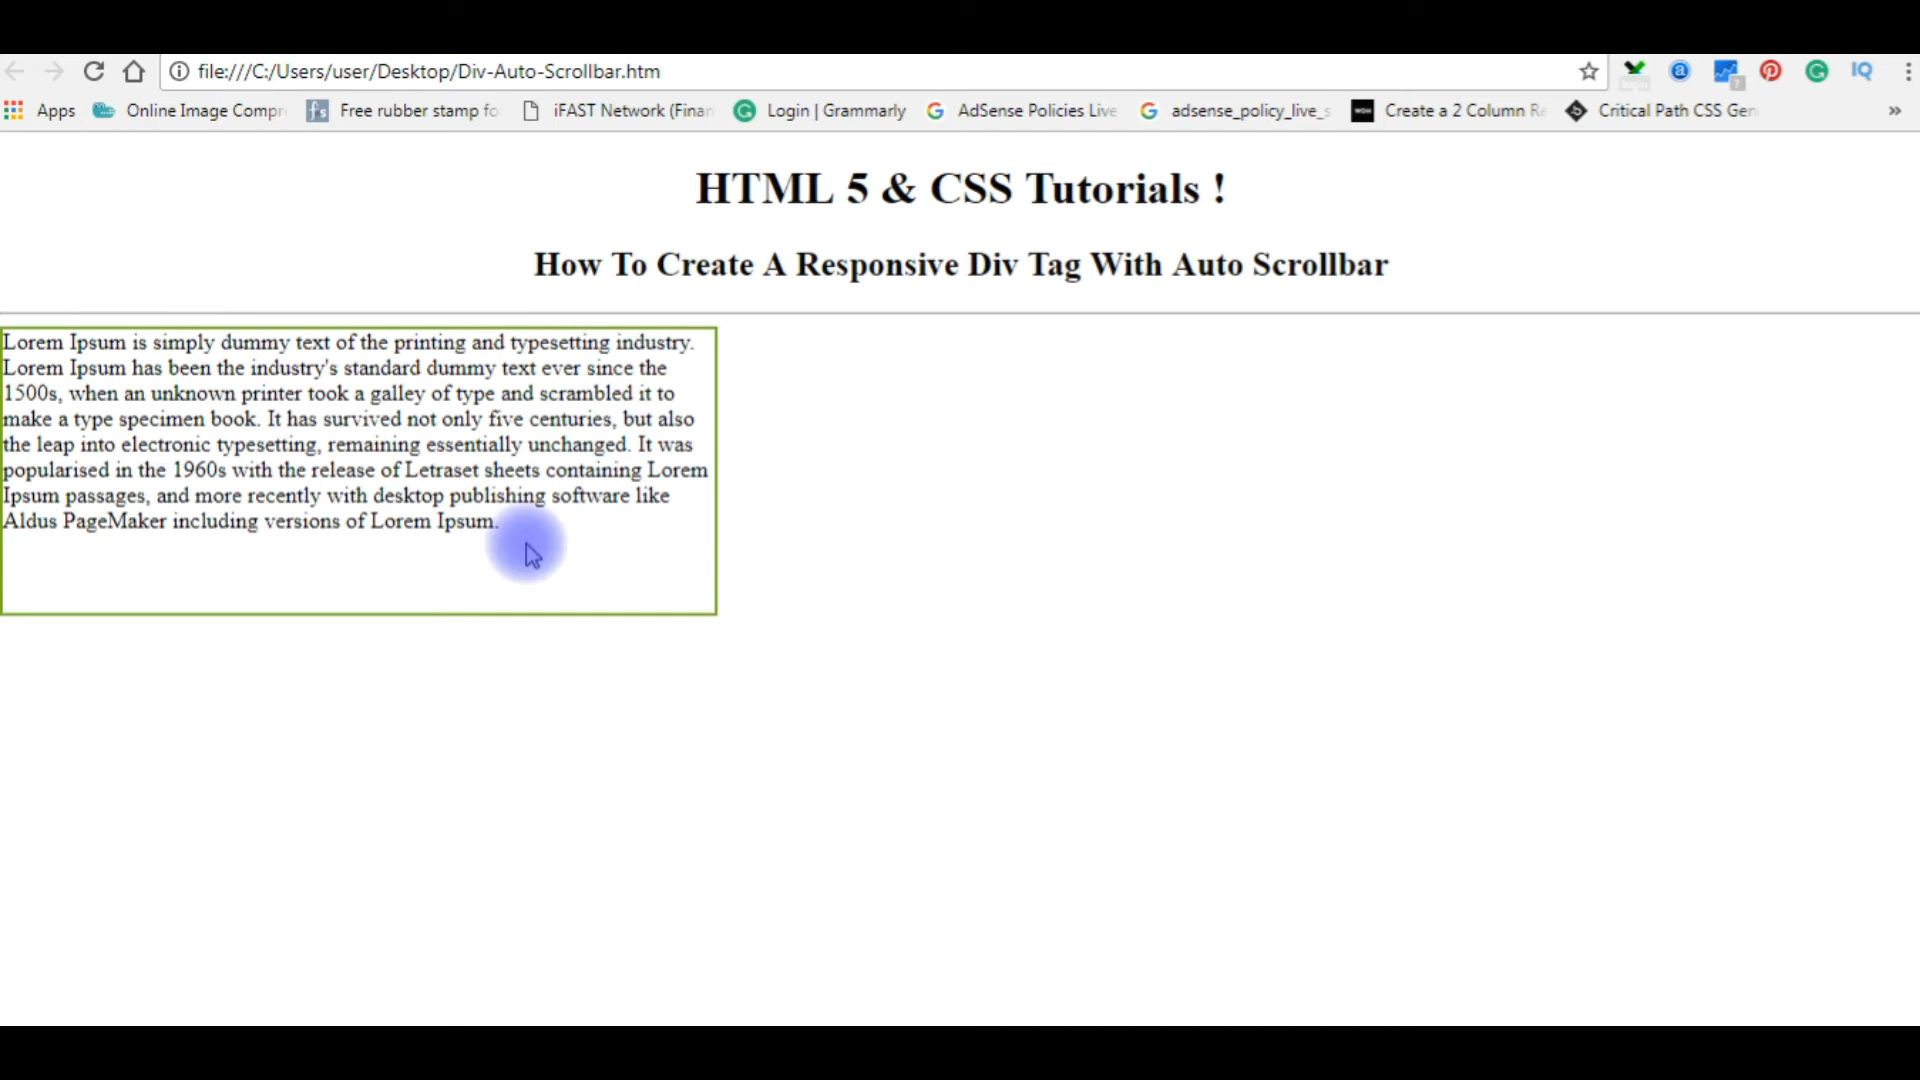 file:///C:/Users/user/Desktop/Div-Auto-Scrollbar.htm
Apps Online Image Compr Free rubber stamp fo iFAST Network (Finan Login | Grammarly AdSense Policies Live adsense_policy_live_s Create a 2 Column Re Critical Path CSS Gen »
HTML 5 & CSS Tutorials !
How To Create A Responsive Div Tag With Auto Scrollbar
Lorem Ipsum is simply dummy text of the printing and typesetting industry.
Lorem Ipsum has been the industry's standard dummy text ever since the
1500s, when an unknown printer took a galley of type and scrambled it to
make a type specimen book. It has survived not only five centuries, but also
the leap into electronic typesetting, remaining essentially unchanged. It was
popularised in the 1960s with the release of Letraset sheets containing Lorem
Ipsum passages, and more recently with desktop publishing software like
Aldus PageMaker including versions of Lorem Ipsum.